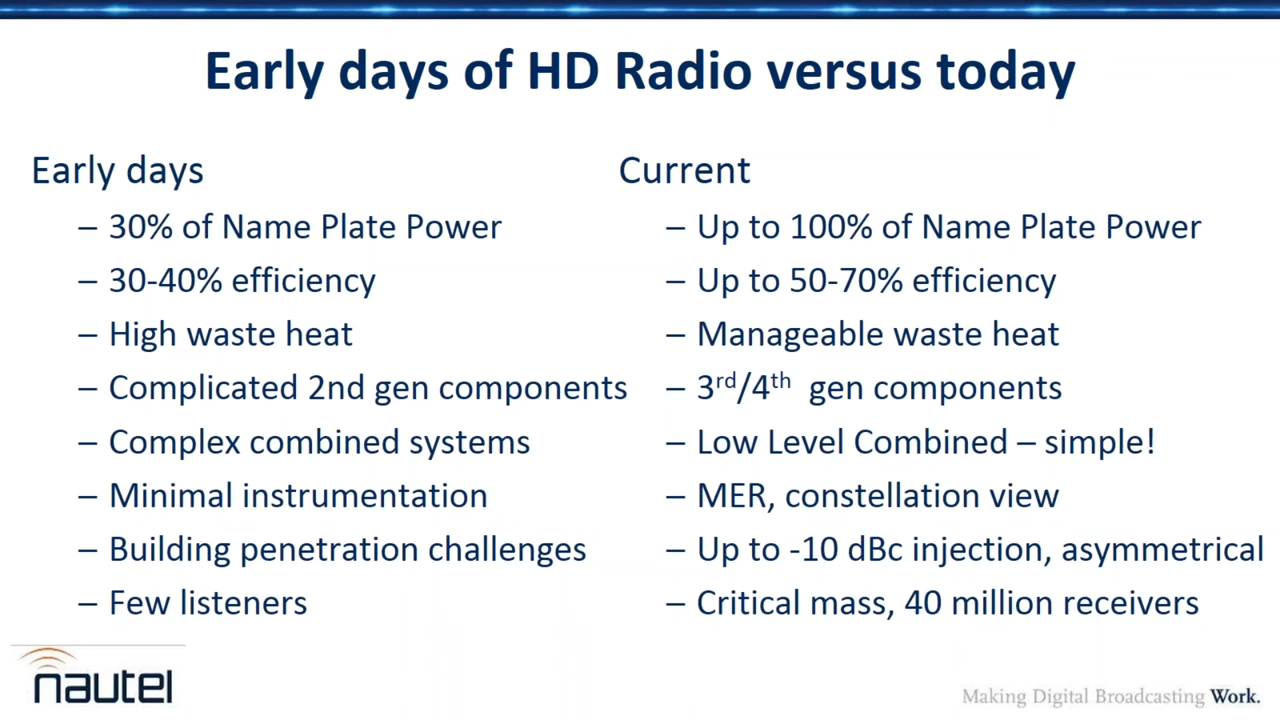 Early days of HD Radio versus today
Early days
– 30% of Name Plate Power
– 30-40% efficiency
– High waste heat
– Complicated 2nd gen components
– Complex combined systems
– Minimal instrumentation
– Building penetration challenges
– Few listeners
Current
– Up to 100% of Name Plate Power
– Up to 50-70% efficiency
– Manageable waste heat
– 3rd/4th gen components
– Low Level Combined – simple!
– MER, constellation view
– Up to -10 dBc injection, asymmetrical
– Critical mass, 40 million receivers
nautel
Making Digital Broadcasting Work.